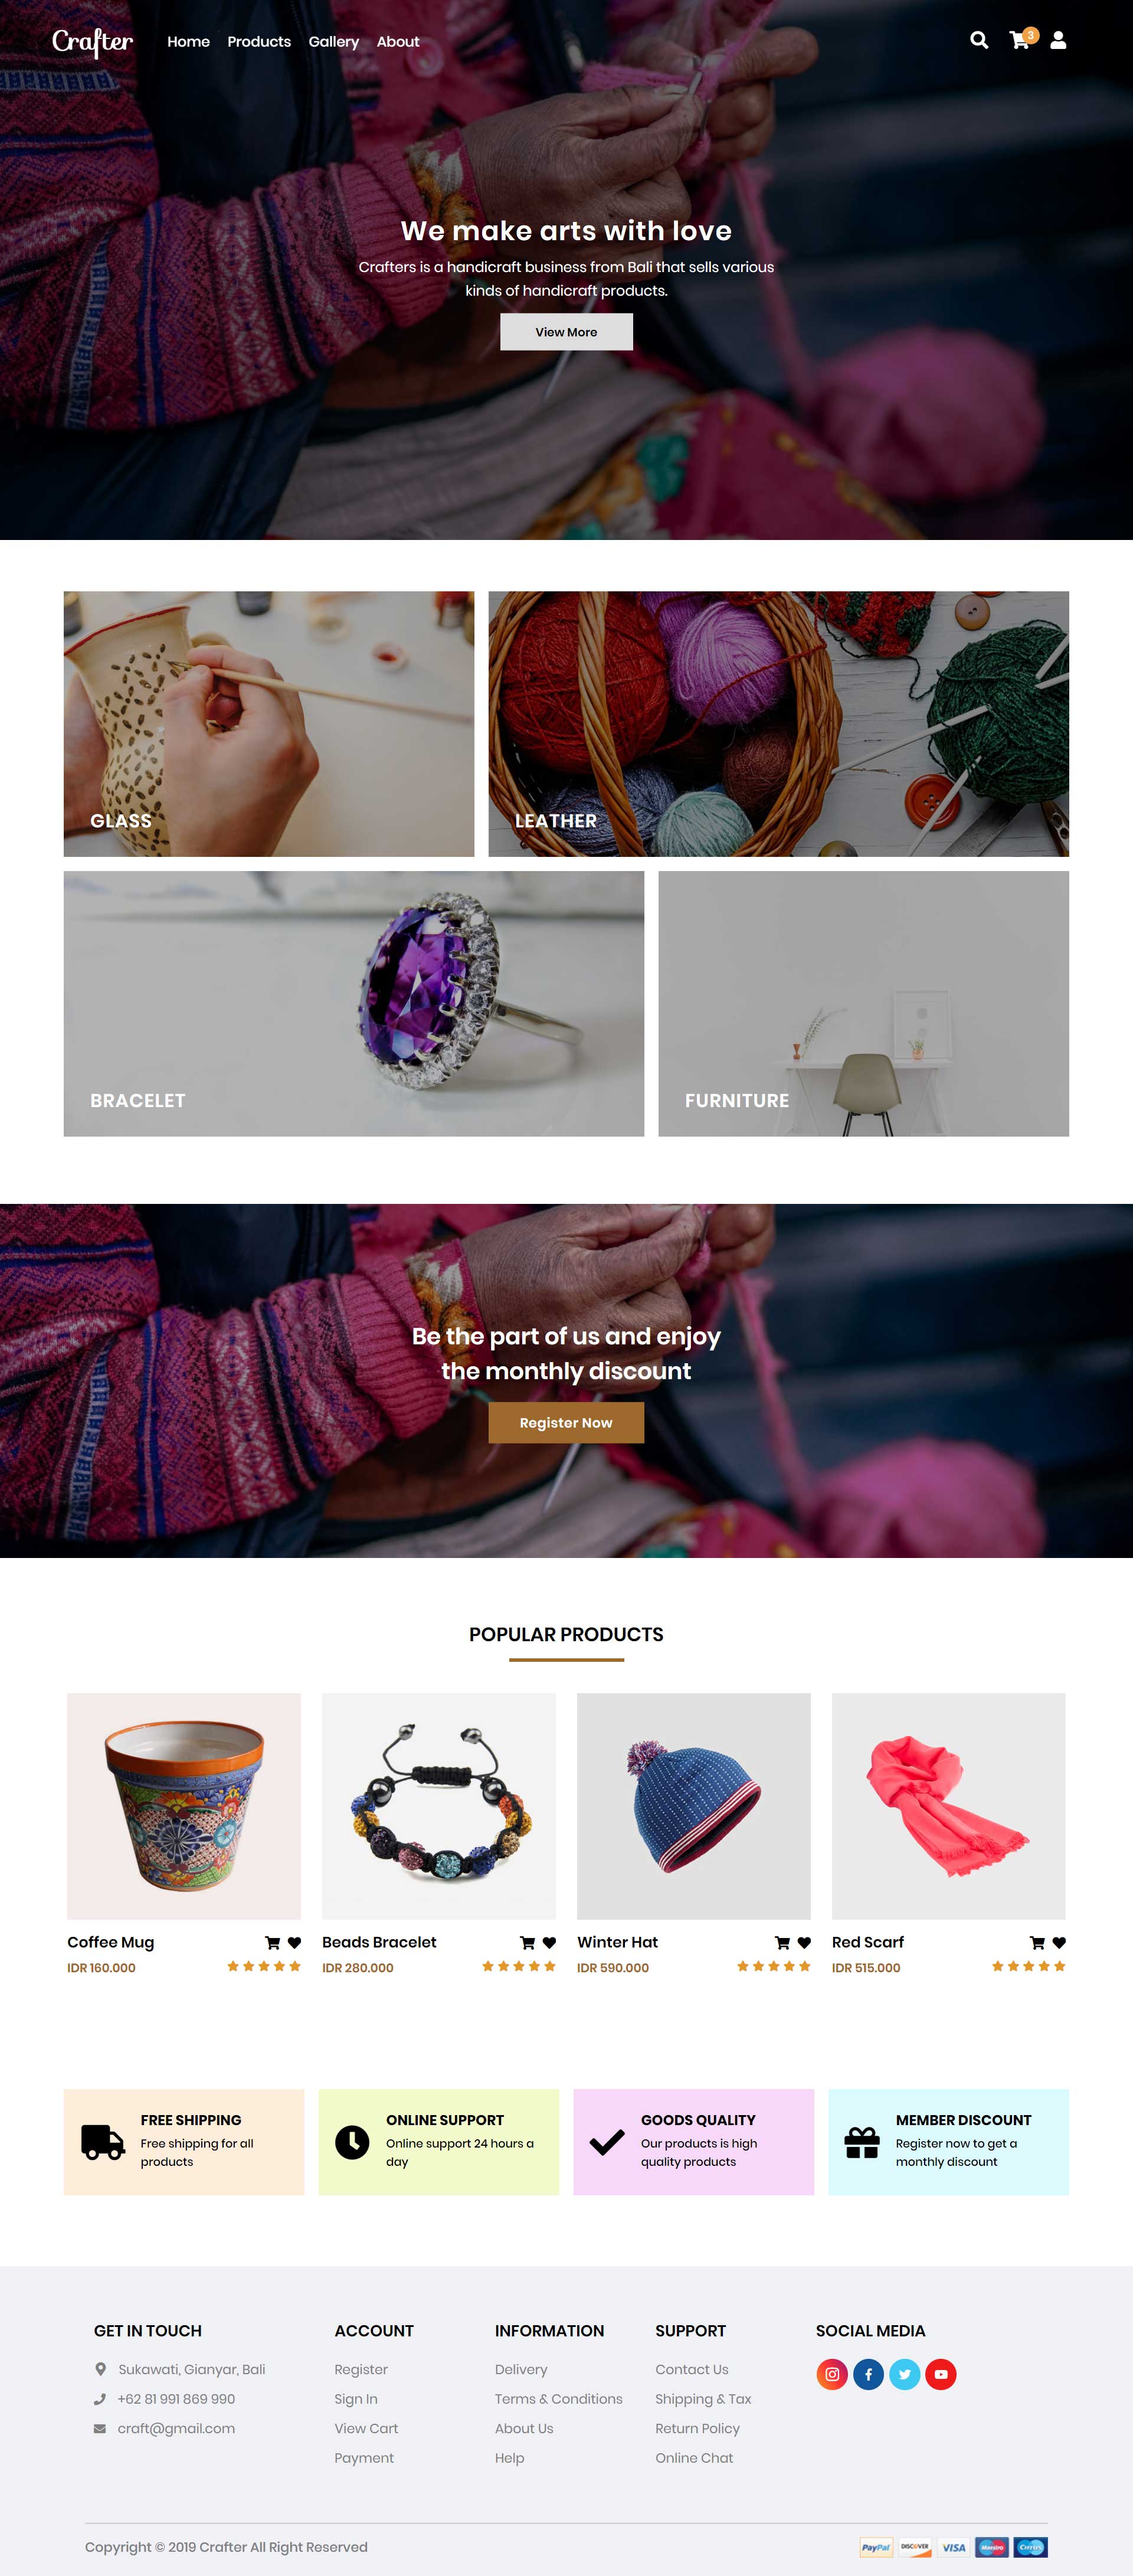 Crafter
Home Products Gallery About
3
We make arts with love
Crafters is a handicraft business from Bali that sells various
kinds of handicraft products.
View More
GLASS
LEATHER
BRACELET
FURNITURE
Be the part of us and enjoy
the monthly discount
Register Now
POPULAR PRODUCTS
Coffee Mug
IDR 160.000
Beads Bracelet
IDR 280.000
Winter Hat
IDR 590.000
Red Scarf
IDR 515.000
FREE SHIPPING
Free shipping for all
products
ONLINE SUPPORT
Online support 24 hours a
day
GOODS QUALITY
Our products is high
quality products
MEMBER DISCOUNT
Register now to get a
monthly discount
GET IN TOUCH
Sukawati, Gianyar, Bali
+62 81 991 869 990
craft@gmail.com
ACCOUNT
Register
Sign In
View Cart
Payment
INFORMATION
Delivery
Terms & Conditions
About Us
Help
SUPPORT
Contact Us
Shipping & Tax
Return Policy
Online Chat
SOCIAL MEDIA
Copyright © 2019 Crafter All Right Reserved
PayPal DISCOVER VISA Maestro Cirrus